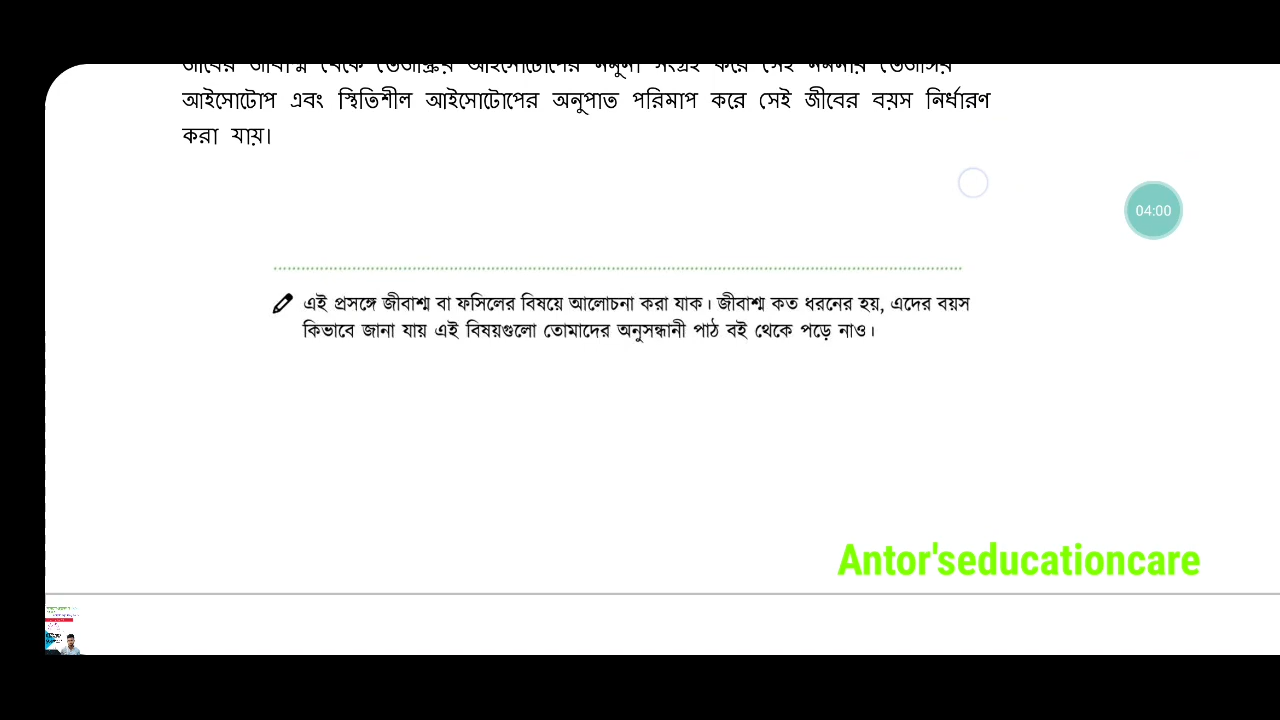 আইসোটোপ এবং স্থিতিশীল আইসোটোপের অনুপাত পরিমাপ করে সেই জীবের বয়স নির্ধারণ
করা যায়।
04:00
এই প্রসঙ্গে জীবাশ্ম বা ফসিলের বিষয়ে আলোচনা করা যাক। জীবাশ্ম কত ধরনের হয়, এদের বয়স
কিভাবে জানা যায় এই বিষয়গুলো তোমাদের অনুসন্ধানী পাঠ বই থেকে পড়ে নাও।
Antor'seducationcare